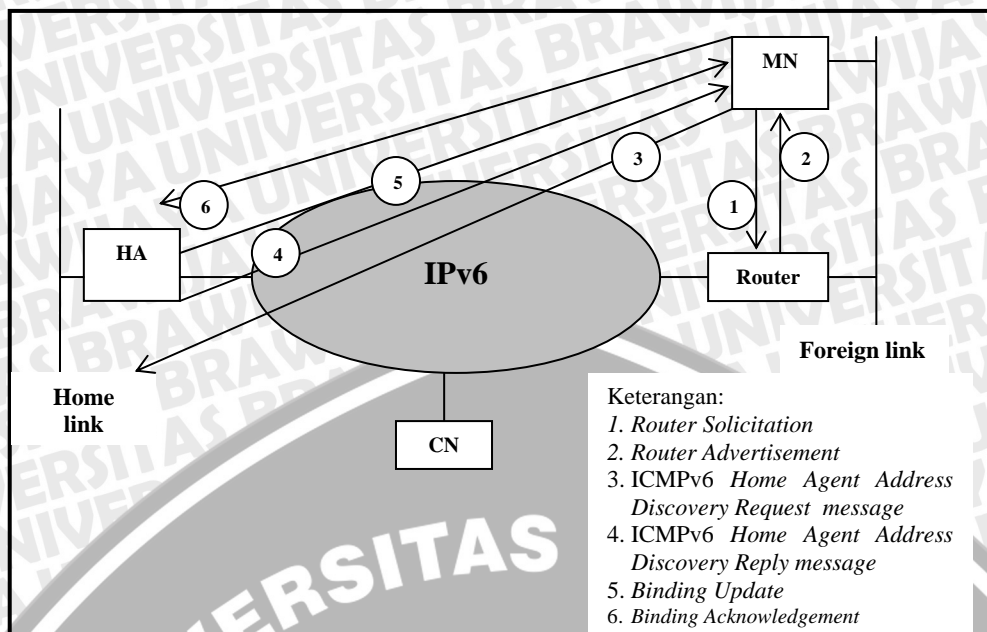 MN
3
2
5
6
1
HA
4
IPv6
Router
Foreign link
Home
link
CN
Keterangan:
1. Router Solicitation
2. Router Advertisement
3. ICMPv6 Home Agent Address
Discovery Request message
4. ICMPv6 Home Agent Address
Discovery Reply message
5. Binding Update
6. Binding Acknowledgement
UNIVERSITAS BRAWIJAYA
VERSITAS